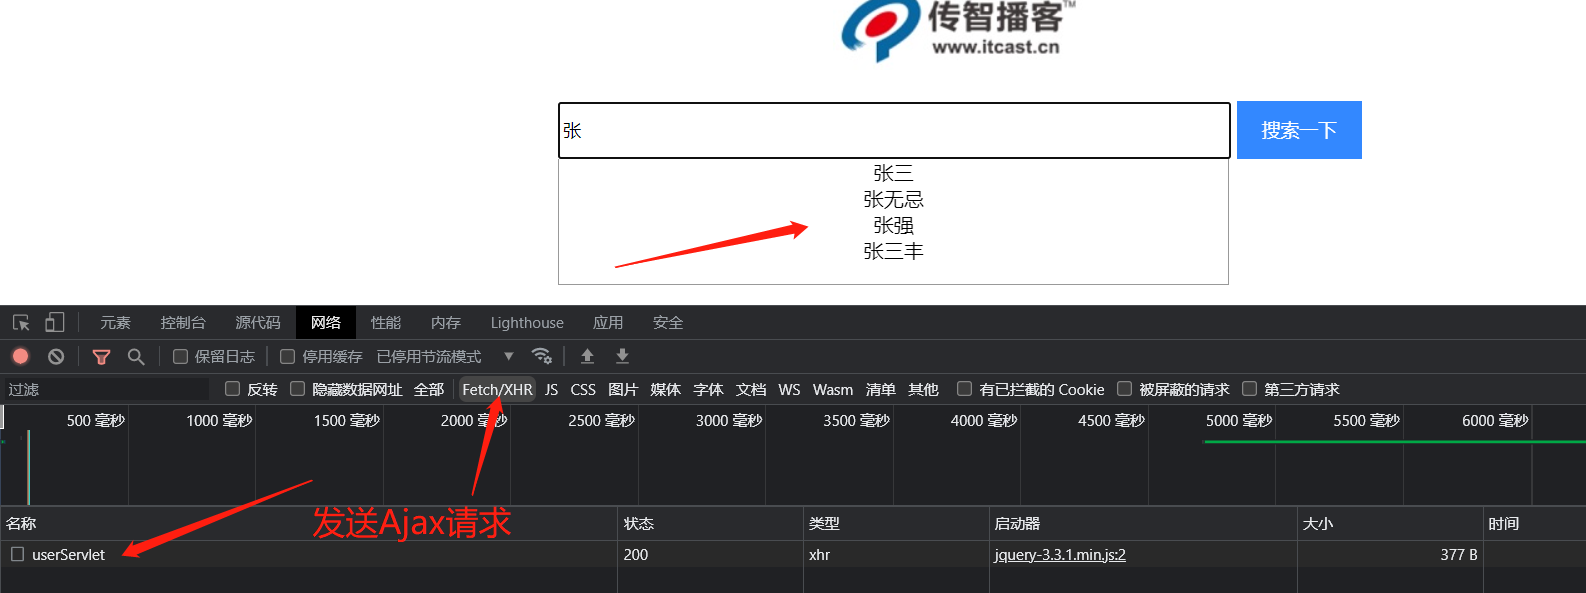 传智播客™
www.itcast.cn
张
搜索一下
张三
张无忌
张强
张三丰
元素 控制台 源代码 网络 性能 内存 Lighthouse 应用 安全
保留日志 停用缓存 已停用节流模式
过滤 反转 隐藏数据网址 全部 Fetch/XHR JS CSS 图片 媒体 字体 文档 WS Wasm 清单 其他 有已拦截的 Cookie 被屏蔽的请求 第三方请求
500 毫秒 1000 毫秒 1500 毫秒 2000 毫秒 2500 毫秒 3000 毫秒 3500 毫秒 4000 毫秒 4500 毫秒 5000 毫秒 5500 毫秒 6000 毫秒
发送Ajax请求
名称 状态 类型 启动器 大小 时间
userServlet 200 xhr jquery-3.3.1.min.js:2 377 B